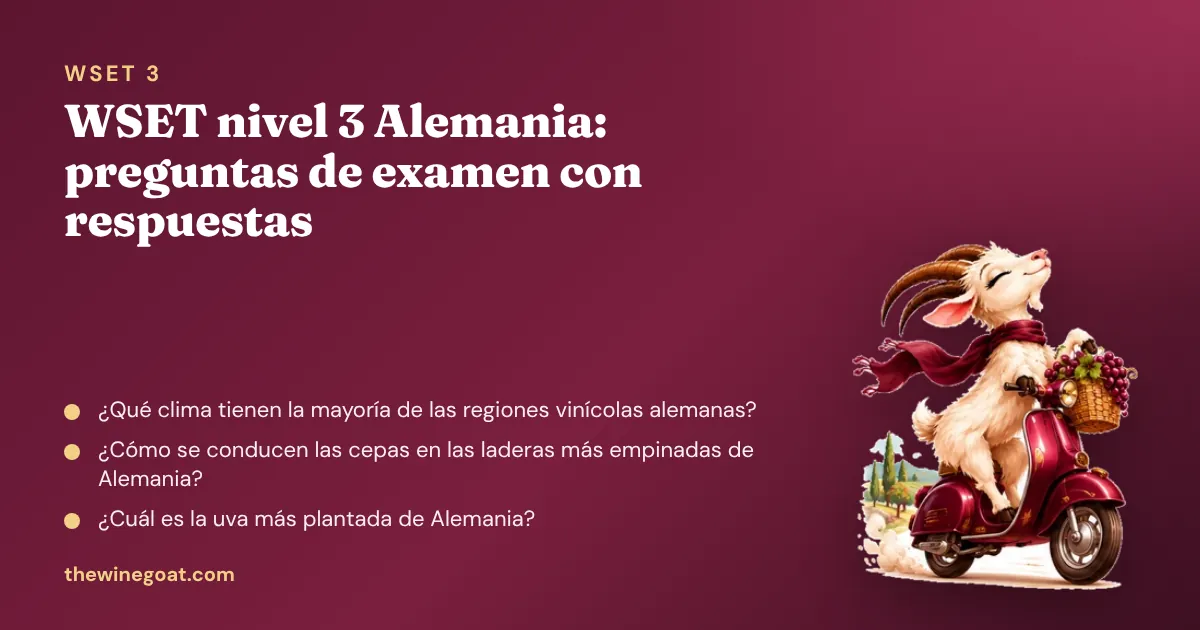 WSET 3
WSET nivel 3 Alemania:
preguntas de examen con
respuestas
¿Qué clima tienen la mayoría de las regiones vinícolas alemanas?
¿Cómo se conducen las cepas en las laderas más empinadas de
Alemania?
¿Cuál es la uva más plantada de Alemania?
thewinegoat.com